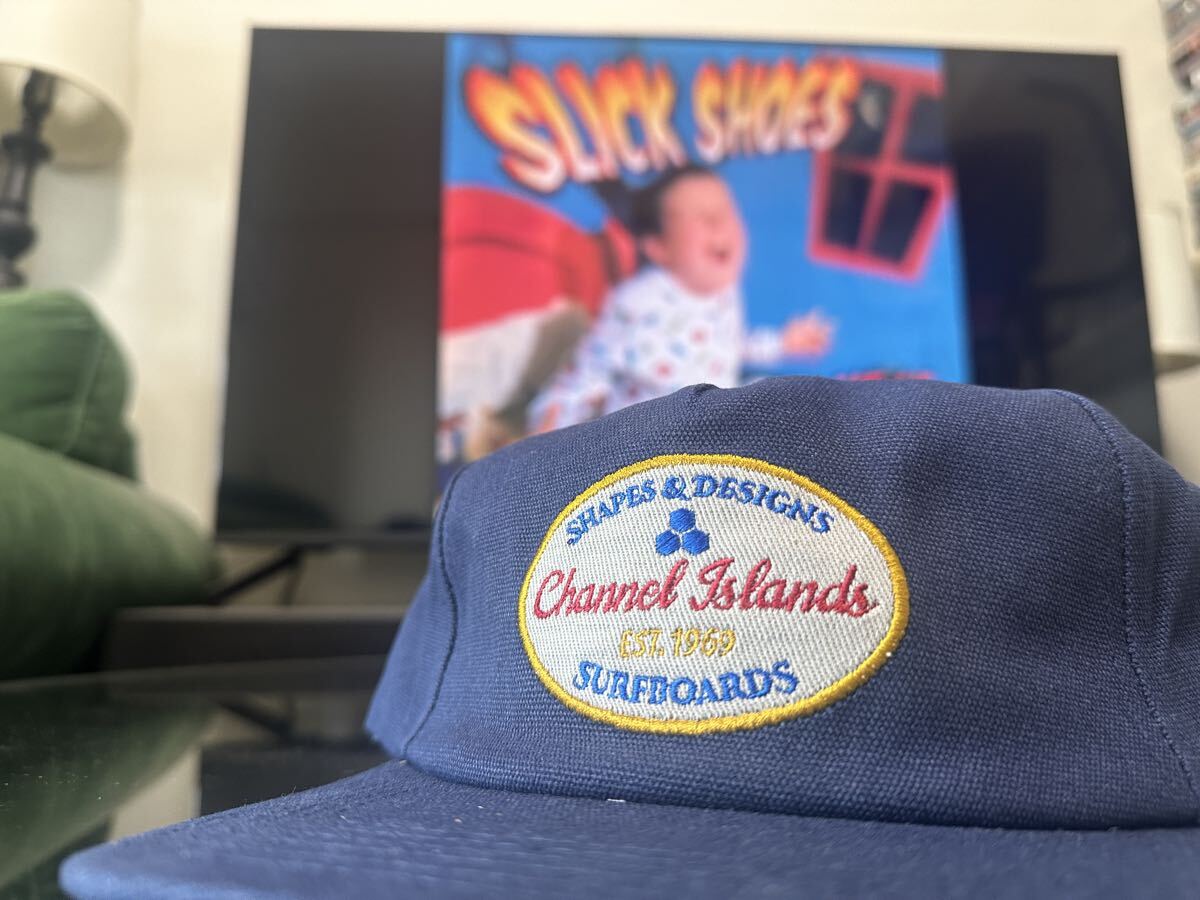 SLICK SHOES
SHAPES & DESIGNS
Channel Islands
EST. 1969
SURFBOARDS